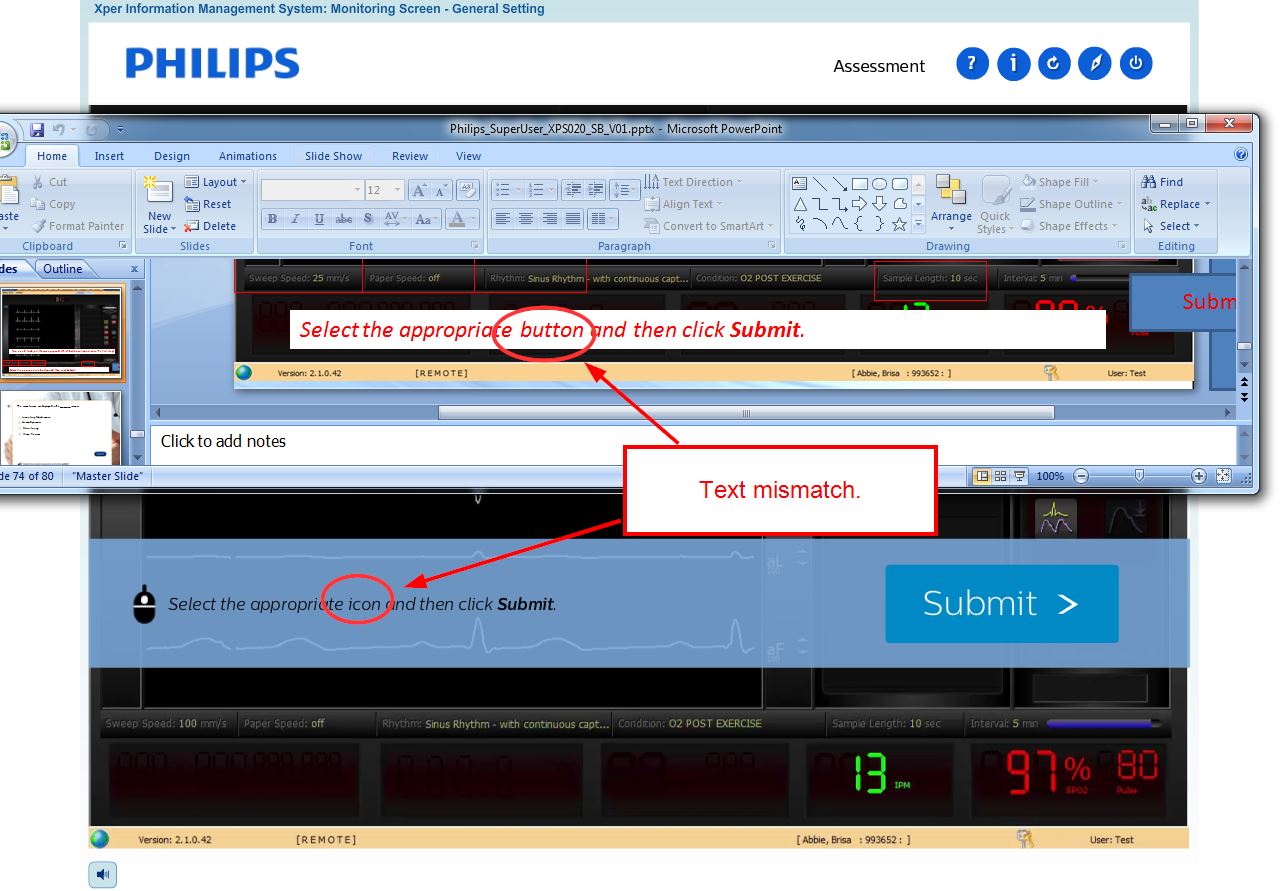 Xper Information Management System: Monitoring Screen - General Setting
PHILIPS
Assessment
Philips_SuperUser_XPS020_SB_V01.pptx - Microsoft PowerPoint
Home Insert Design Animations Slide Show Review View
Cut
Copy
Format Painter
Clipboard
New
Slide
Layout
Reset
Delete
Slides
12
Font
Text Direction
Align Text
Convert to SmartArt
Paragraph
Arrange
Quick
Styles
Shape Fill
Shape Outline
Shape Effects
Drawing
Find
Replace
Select
Editing
Outline x
Sweep Speed: 25 mm/s Paper Speed: off Rhythm: Sinus Rhythm - with continuous capt... Condition: O2 POST EXERCISE Sample Length: 10 sec Interval: 5 min
Subm
Select the appropriate button and then click Submit.
Version: 2.1.0.42 [REMOTE] [ Abbie, Brisa : 993652 : ] User: Test
Click to add notes
de 74 of 80 "Master Slide" 100%
Text mismatch.
aL
100
Select the appropriate icon and then click Submit.
Submit >
aF
100
Sweep Speed: 100 mm/s Paper Speed: off Rhythm: Sinus Rhythm - with continuous capt... Condition: O2 POST EXERCISE Sample Length: 10 sec Interval: 5 min
13 IPM 97 % SPO2 80 Pulse
Version: 2.1.0.42 [REMOTE] [ Abbie, Brisa : 993652 : ] User: Test